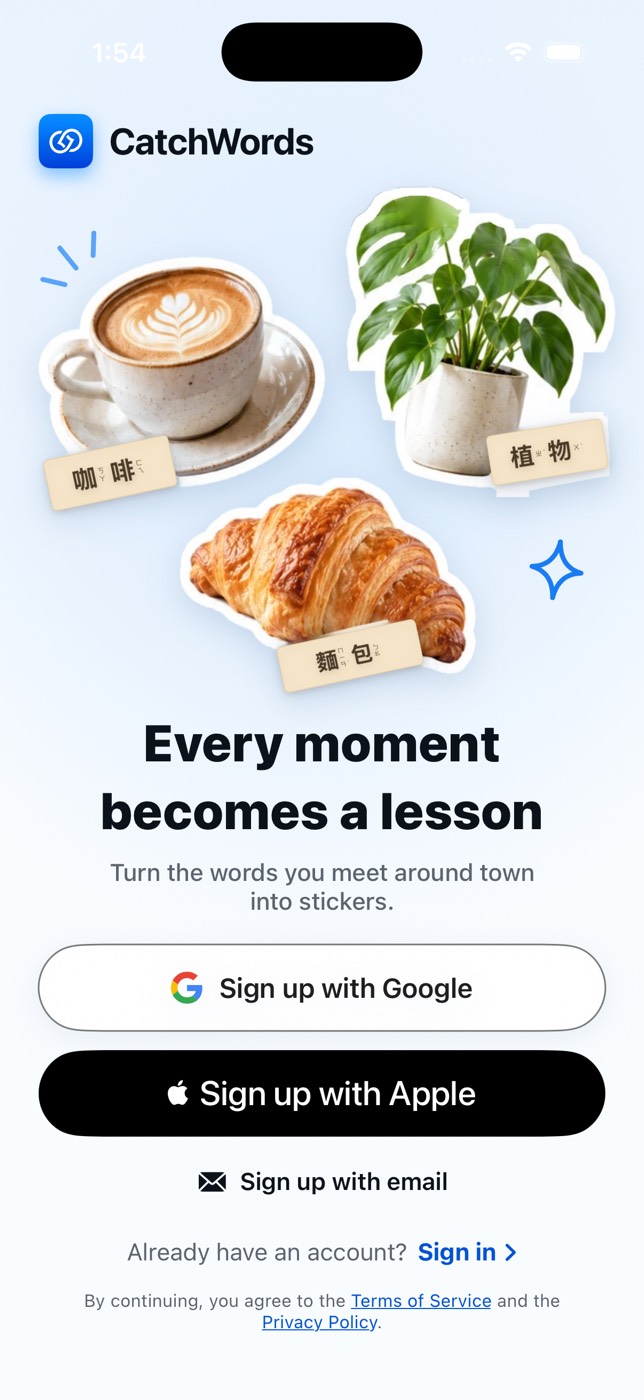 1:54
CatchWords
咖啡
植物
麵包
Every moment
becomes a lesson
Turn the words you meet around town
into stickers.
Sign up with Google
Sign up with Apple
Sign up with email
Already have an account? Sign in
By continuing, you agree to the Terms of Service and the
Privacy Policy.